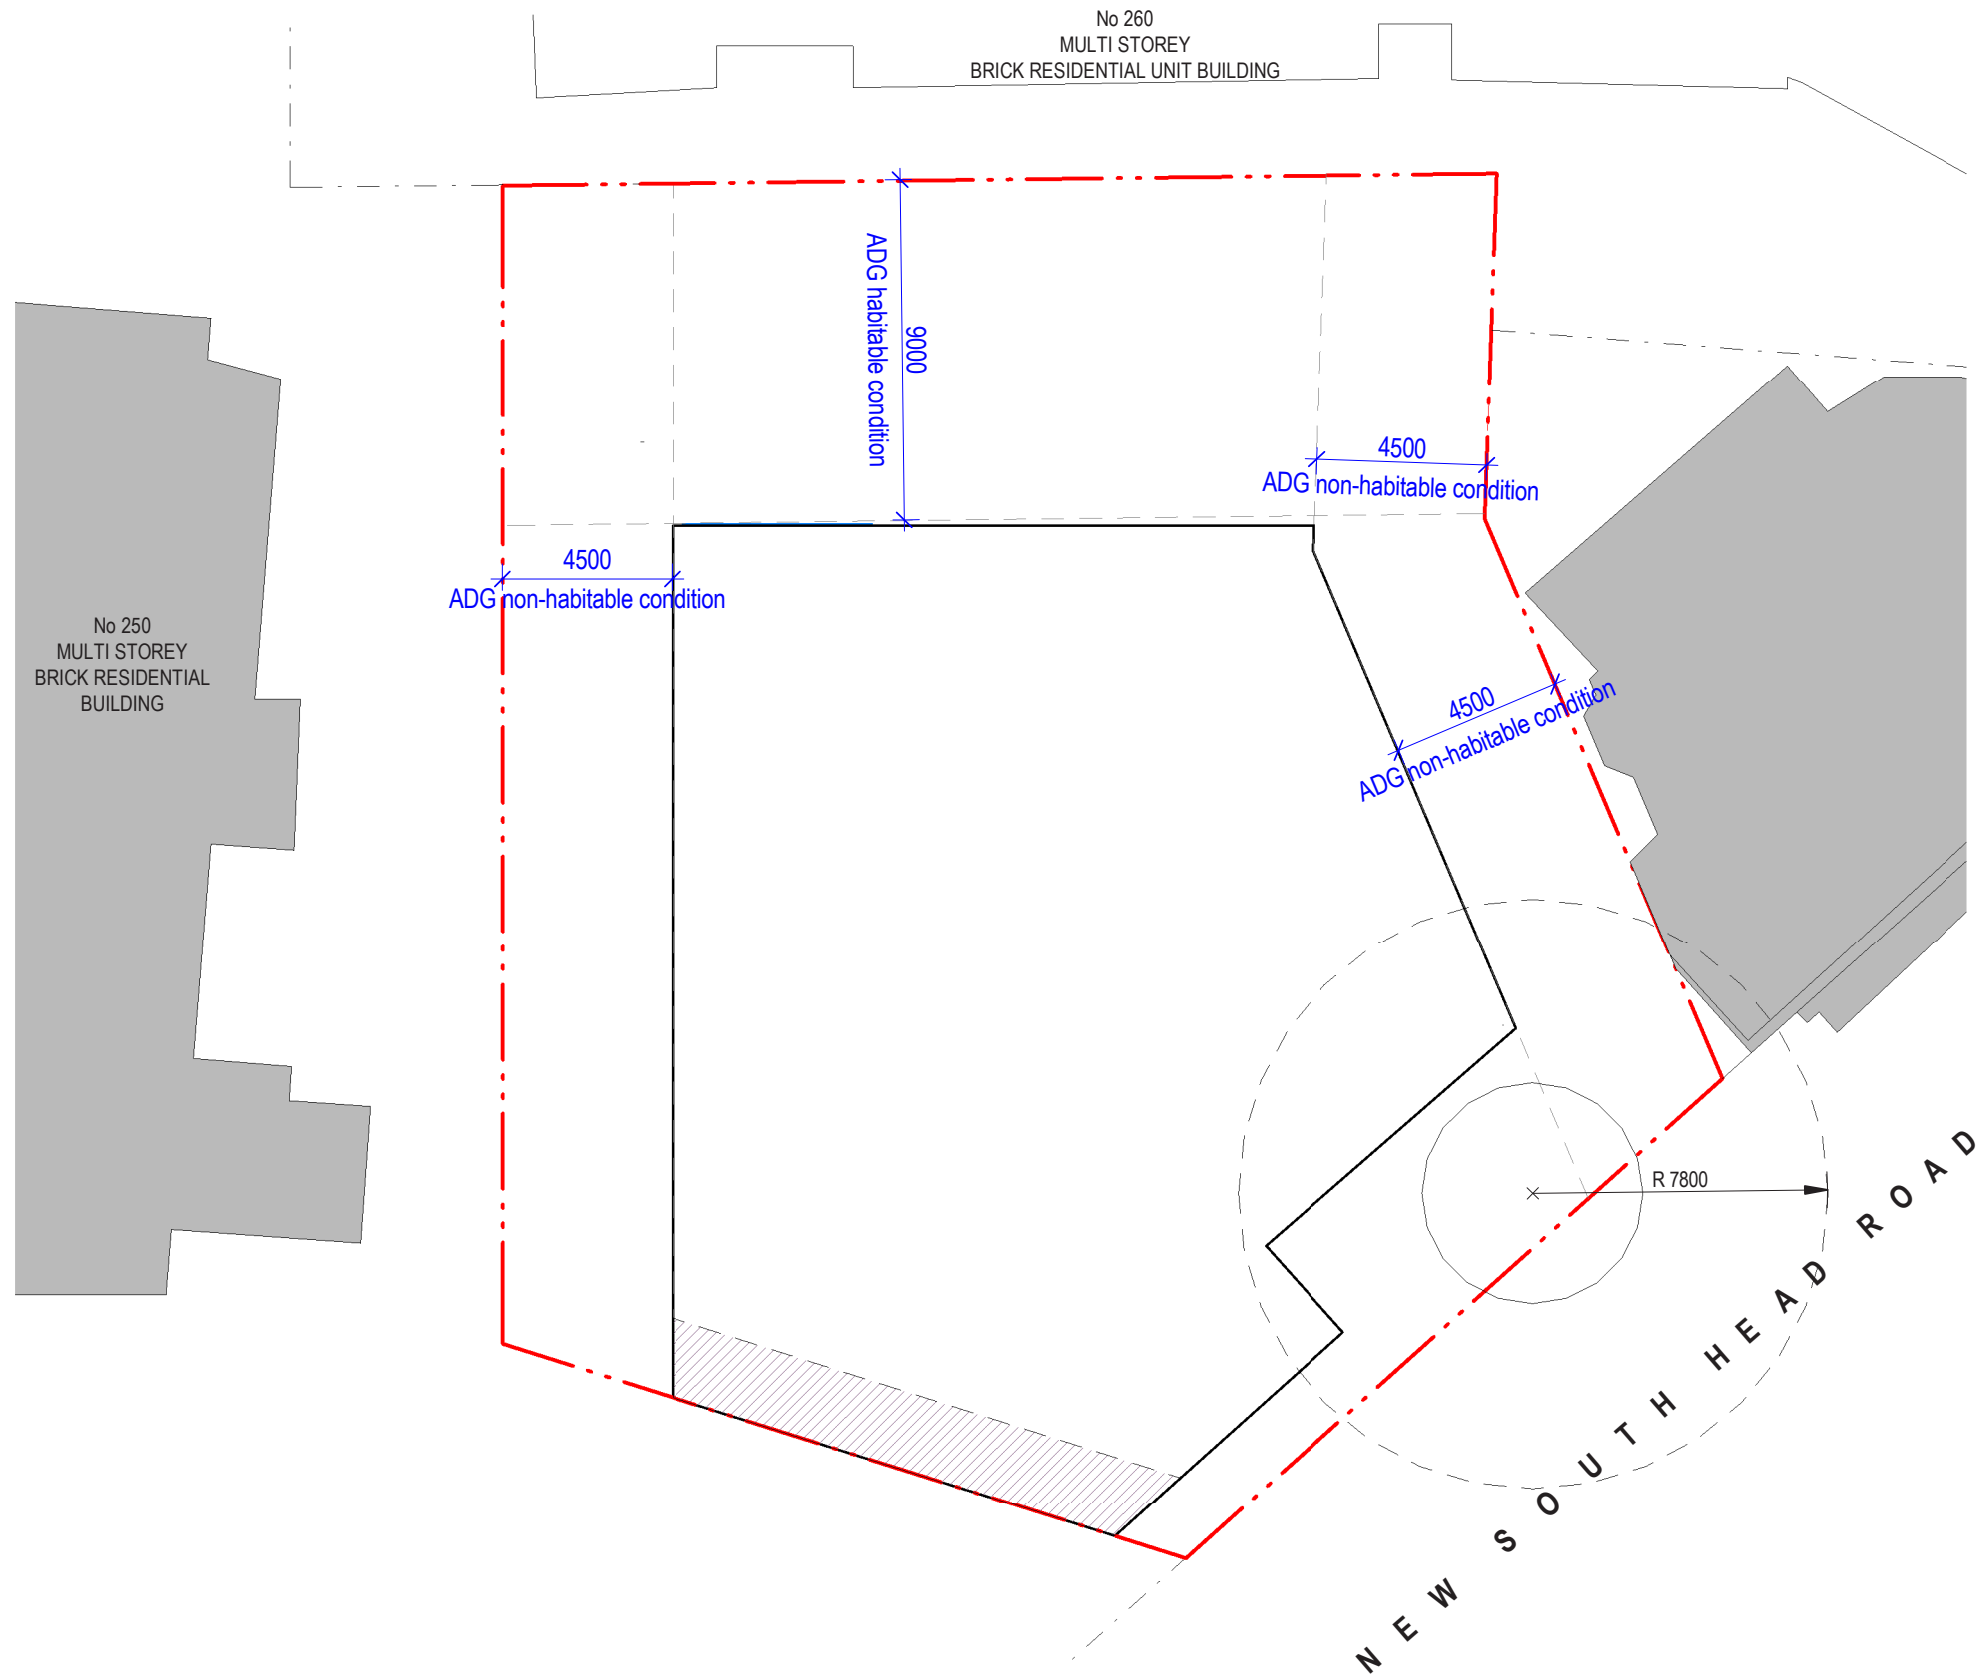 No 260
MULTI STOREY
BRICK RESIDENTIAL UNIT BUILDING
9000
ADG habitable condition
4500
ADG non-habitable condition
4500
ADG non-habitable condition
No 250
MULTI STOREY
BRICK RESIDENTIAL
BUILDING
4500
ADG non-habitable condition
R 7800
NEW SOUTH HEAD ROAD